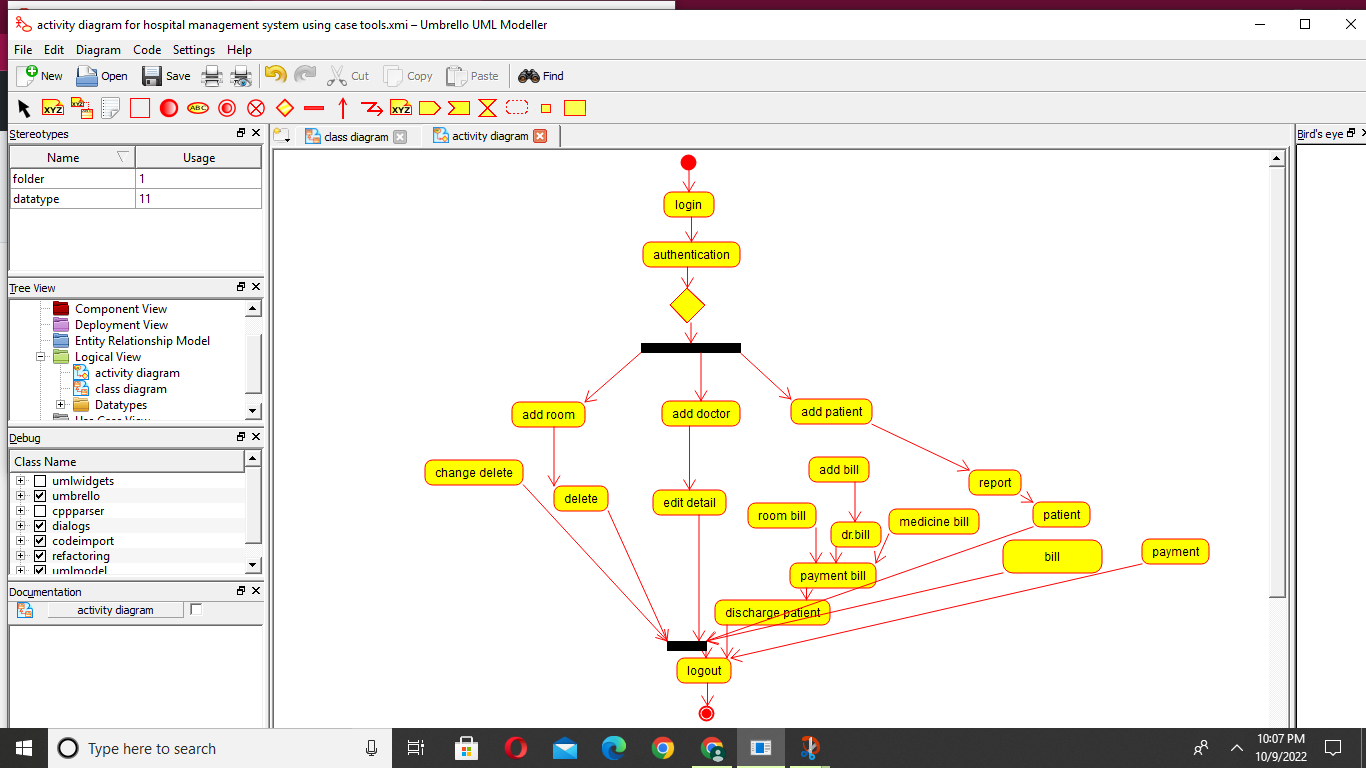 activity diagram for hospital management system using case tools.xmi – Umbrello UML Modeller
File Edit Diagram Code Settings Help
New Open Save Cut Copy Paste Find
XYZ XYZ ABC XYZ
Stereotypes
Name Usage
folder 1
datatype 11
Tree View
Component View
Deployment View
Entity Relationship Model
Logical View
activity diagram
class diagram
Datatypes
Use Case View
Debug
Class Name
umlwidgets
umbrello
cppparser
dialogs
codeimport
refactoring
umlmodel
Documentation
activity diagram
class diagram
activity diagram
Bird's eye
login
authentication
add room
add doctor
add patient
change delete
delete
edit detail
add bill
report
room bill
dr.bill
medicine bill
patient
payment bill
bill
payment
discharge patient
logout
Type here to search
10:07 PM
10/9/2022